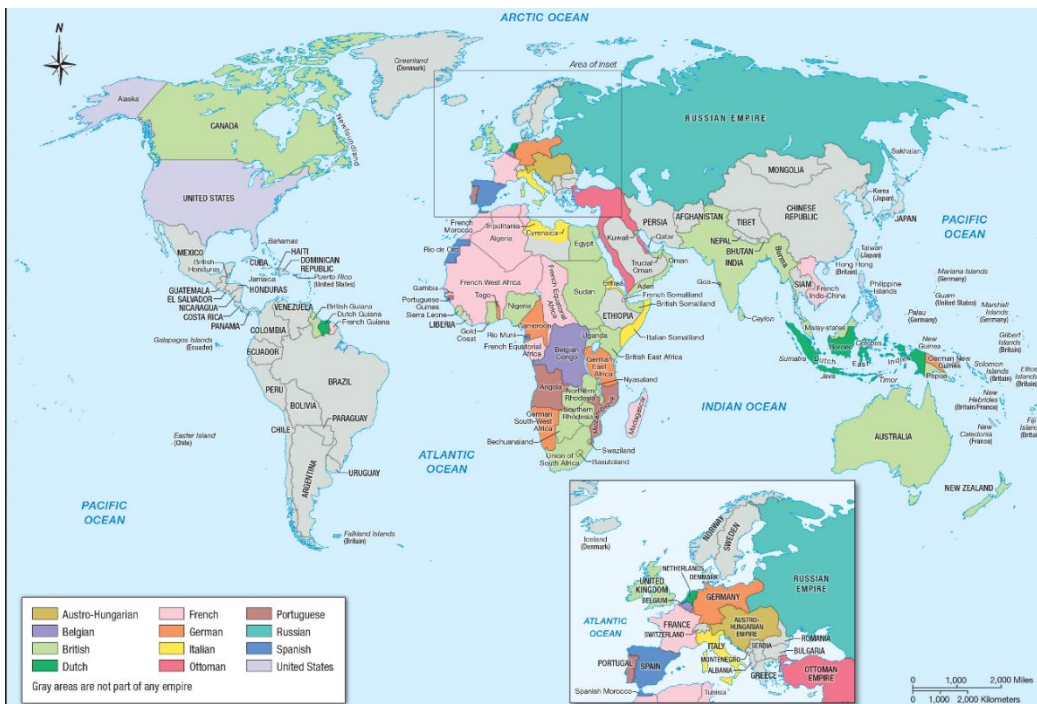 ARCTIC OCEAN
N
Greenland
(Denmark)
Area of inset
Alaska
CANADA
Newfoundland
UNITED STATES
RUSSIAN EMPIRE
Sakhalan
MONGOLIA
CHINESE
REPUBLIC
Korea
(Japan)
JAPAN
PACIFIC
OCEAN
PERSIA
AFGHANISTAN
TIBET
NEPAL
BHUTAN
INDIA
Burma
Taiwan
(Japan)
Hong Hong
(Britain)
SIAM
French
Indo-China
Philippine
Islands
Mariana Islands
(Germany)
Guam
(United States)
Palau
(Germany)
Marshall
Islands
(Germany)
Gilbert
Islands
(Britain)
Goa
Ceylon
Malay states
Borneo
Celebes
Sumatra
Dutch
East
Indies
Java
Timor
New
Guinea
German New
Guinea
Papua
Solomon
Islands
(Britain)
Ellice
Islands
(Britain)
New
Hebrides
(Britain/France)
New
Caledonia
(France)
Fiji
Islands
(Britain)
AUSTRALIA
NEW ZEALAND
French
Morocco
Tripolitania
Algeria
Cyrenaica
Rio de Oro
Egypt
Kuwait
Qatar
Trucial
Oman
Oman
Aden
French West Africa
French Equatorial
Africa
Sudan
Eritrea
French Somaliland
British Somaliland
Gambia
Portuguese
Guinea
Sierra Leone
LIBERIA
Togo
Gold
Coast
Nigeria
Cameroon
Rio Muni
French Equatorial
Africa
ETHIOPIA
Uganda
Italian Somaliland
British East Africa
Belgian
Congo
German
East Africa
Nyasaland
Angola
Northern
Rhodesia
Southern
Rhodesia
Mozambique
Madagascar
German
South-West
Africa
Bechuanaland
Union of
South Africa
Swaziland
Basutoland
INDIAN OCEAN
ATLANTIC
OCEAN
MEXICO
British
Honduras
Bahamas
CUBA
HAITI
DOMINICAN
REPUBLIC
Jamaica
Puerto Rico
(United States)
HONDURAS
GUATEMALA
EL SALVADOR
NICARAGUA
COSTA RICA
PANAMA
VENEZUELA
British Guiana
French Guiana
COLOMBIA
Galapagos Islands
(Ecuador)
ECUADOR
PERU
BRAZIL
BOLIVIA
PARAGUAY
CHILE
Easter Island
(Chile)
ARGENTINA
URUGUAY
PACIFIC
OCEAN
Falkland Islands
(Britain)
Austro-Hungarian
Belgian
British
Dutch
French
German
Italian
Ottoman
Portuguese
Russian
Spanish
United States
Gray areas are not part of any empire
Iceland
(Denmark)
NORWAY
SWEDEN
NETHERLANDS
DENMARK
UNITED
KINGDOM
BELGIUM
GERMANY
RUSSIAN
EMPIRE
ATLANTIC
OCEAN
FRANCE
SWITZERLAND
AUSTRO-
HUNGARIAN
EMPIRE
ITALY
ROMANIA
SERBIA
BULGARIA
MONTENEGRO
ALBANIA
PORTUGAL
SPAIN
GREECE
OTTOMAN
EMPIRE
Spanish Morocco
Tunisia
0 1,000 2,000 Miles
0 1,000 2,000 Kilometers